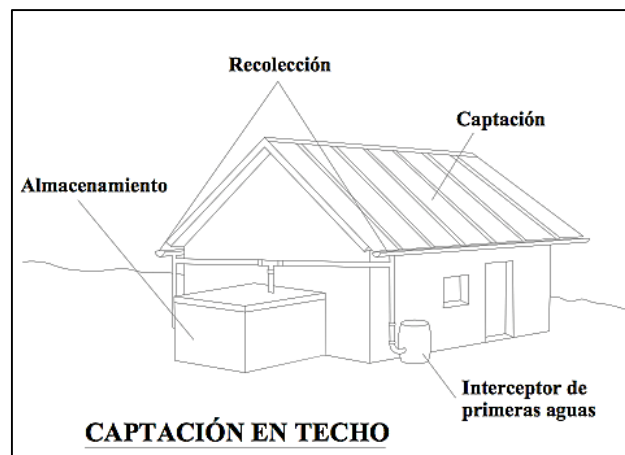 Recolección
Captación
Almacenamiento
Interceptor de
primeras aguas
CAPTACIÓN EN TECHO